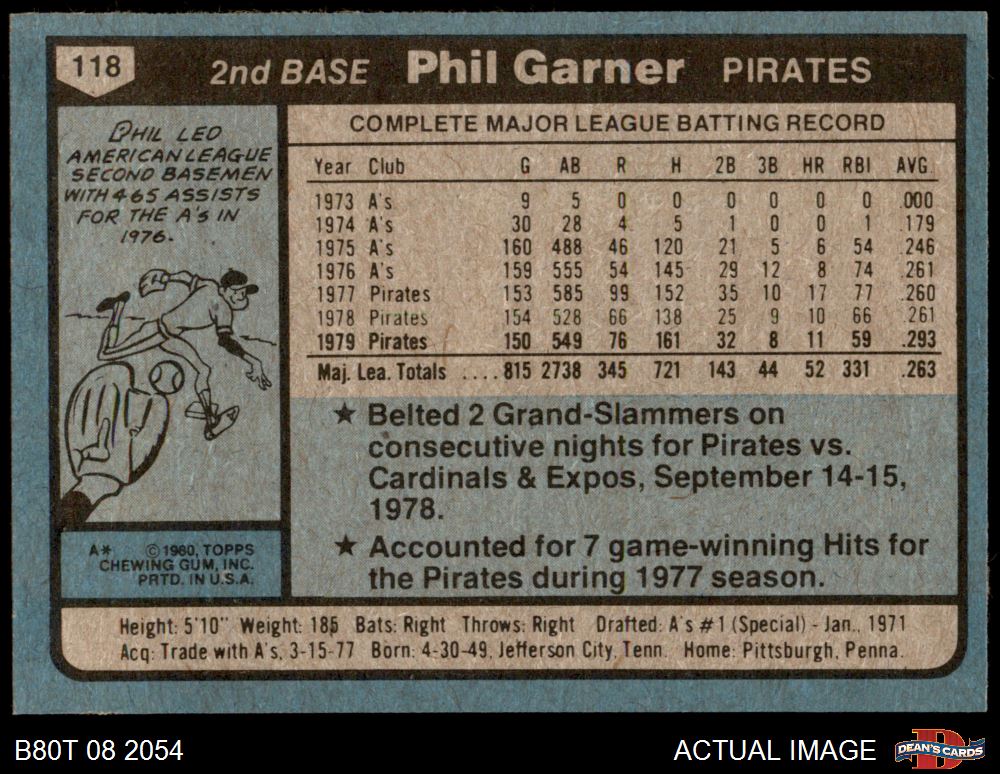 118 2nd BASE Phil Garner PIRATES
PHIL LED
AMERICAN LEAGUE
SECOND BASEMEN
WITH 465 ASSISTS
FOR THE A's IN
1976.
COMPLETE MAJOR LEAGUE BATTING RECORD
Year Club G AB R H 2B 3B HR RBI AVG.
1973 A's 9 5 0 0 0 0 0 0 .000
1974 A's 30 28 4 5 1 0 0 1 .179
1975 A's 160 488 46 120 21 5 6 54 .246
1976 A's 159 555 54 145 29 12 8 74 .261
1977 Pirates 153 585 99 152 35 10 17 77 .260
1978 Pirates 154 528 66 138 25 9 10 66 .261
1979 Pirates 150 549 76 161 32 8 11 59 .293
Maj. Lea. Totals ....815 2738 345 721 143 44 52 331 .263
★ Belted 2 Grand-Slammers on
consecutive nights for Pirates vs.
Cardinals & Expos, September 14-15,
1978.
★ Accounted for 7 game-winning Hits for
the Pirates during 1977 season.
A* © 1980, TOPPS
CHEWING GUM, INC.
PRTD. IN U.S.A.
Height: 5'10" Weight: 185 Bats: Right Throws: Right Drafted: A's #1 (Special) - Jan., 1971
Acq: Trade with A's, 3-15-77 Born: 4-30-49, Jefferson City, Tenn. Home: Pittsburgh, Penna.
B80T 08 2054 ACTUAL IMAGE DEAN'S CARDS